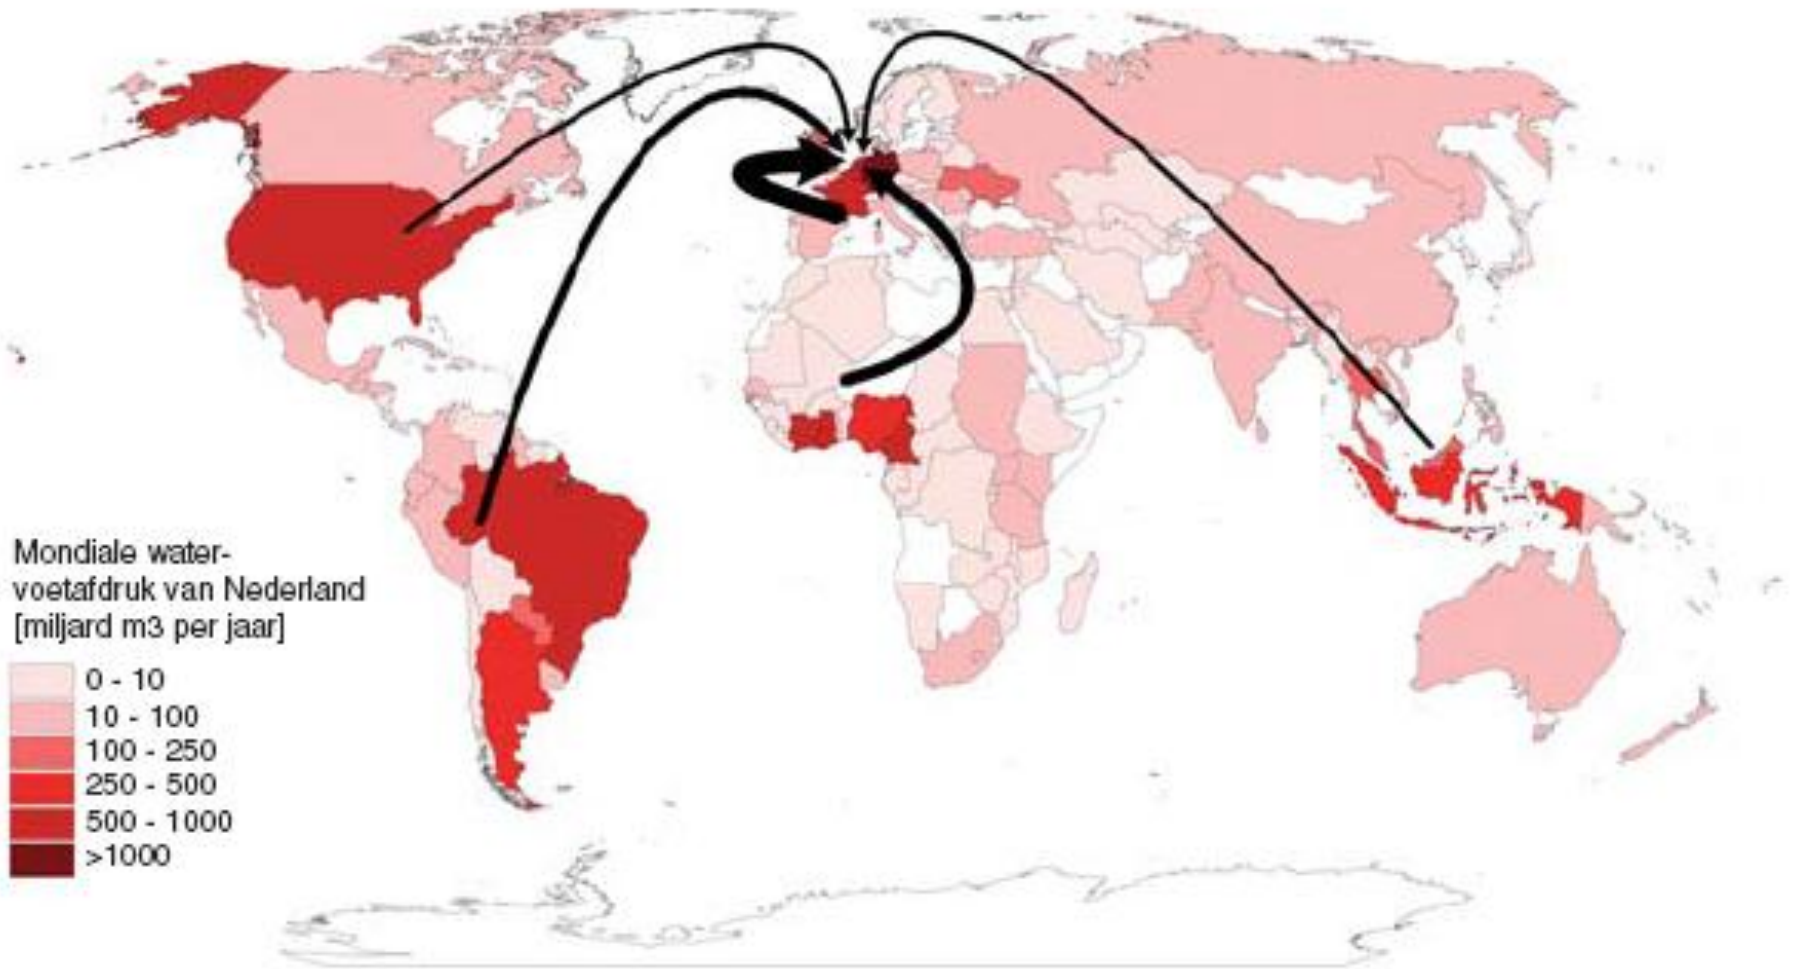 Mondiale water-
voetafdruk van Nederland
[miljard m3 per jaar]
0 - 10
10 - 100
100 - 250
250 - 500
500 - 1000
>1000